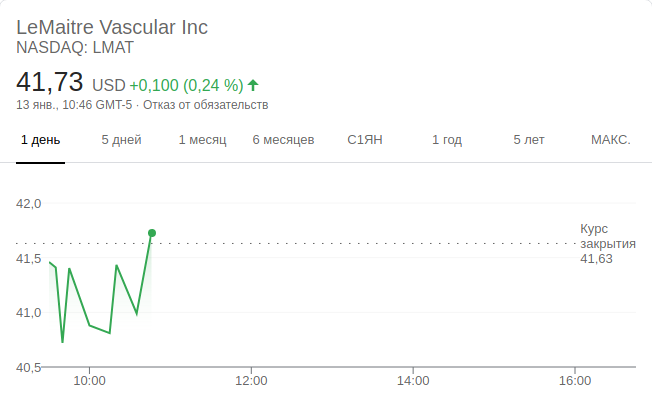 LeMaitre Vascular Inc
NASDAQ: LMAT
41,73 USD +0,100 (0,24 %)
13 янв., 10:46 GMT-5 · Отказ от обязательств
1 день 5 дней 1 месяц 6 месяцев С1ЯН 1 год 5 лет МАКС.
42,0
Курс
закрытия
41,63
41,5
41,0
40,5
10:00 12:00 14:00 16:00